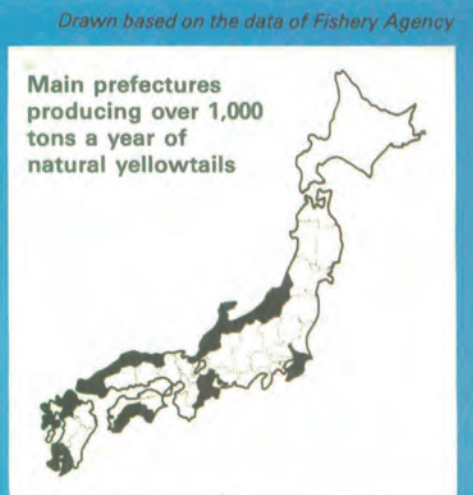 Drawn based on the data of Fishery Agency
Main prefectures
producing over 1,000
tons a year of
natural yellowtails